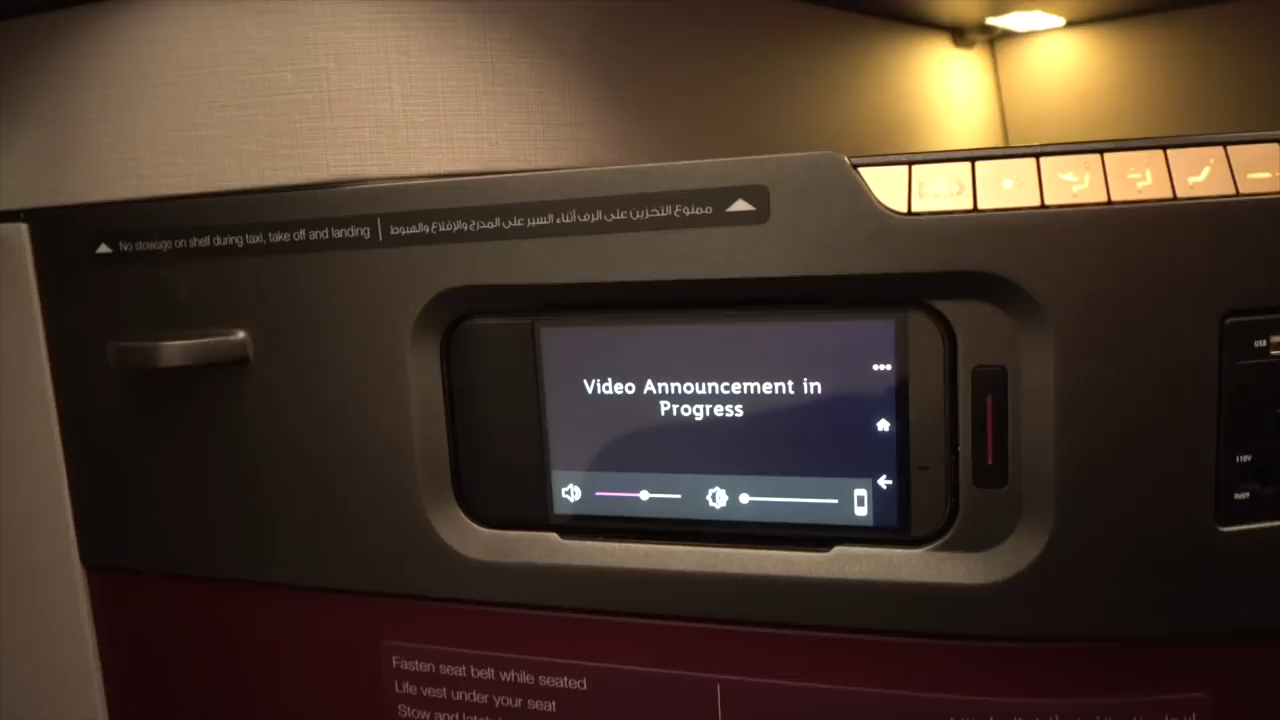 No stowage on shelf during taxi, take off and landing
ممنوع التخزين على الرف أثناء السير على المدرج والإقلاع والهبوط
Video Announcement in
Progress
USB
110V
Fasten seat belt while seated
Life vest under your seat
Stow and